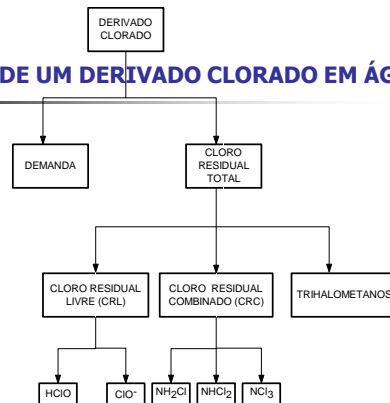 DERIVADO
CLORADO
DE UM DERIVADO CLORADO EM
DEMANDA
CLORO
RESIDUAL
TOTAL
CLORO RESIDUAL
LIVRE (CRL)
CLORO RESIDUAL
COMBINADO (CRC)
TRIHALOMETANOS
HClO
ClO-
NH2Cl
NHCl2
NCl3